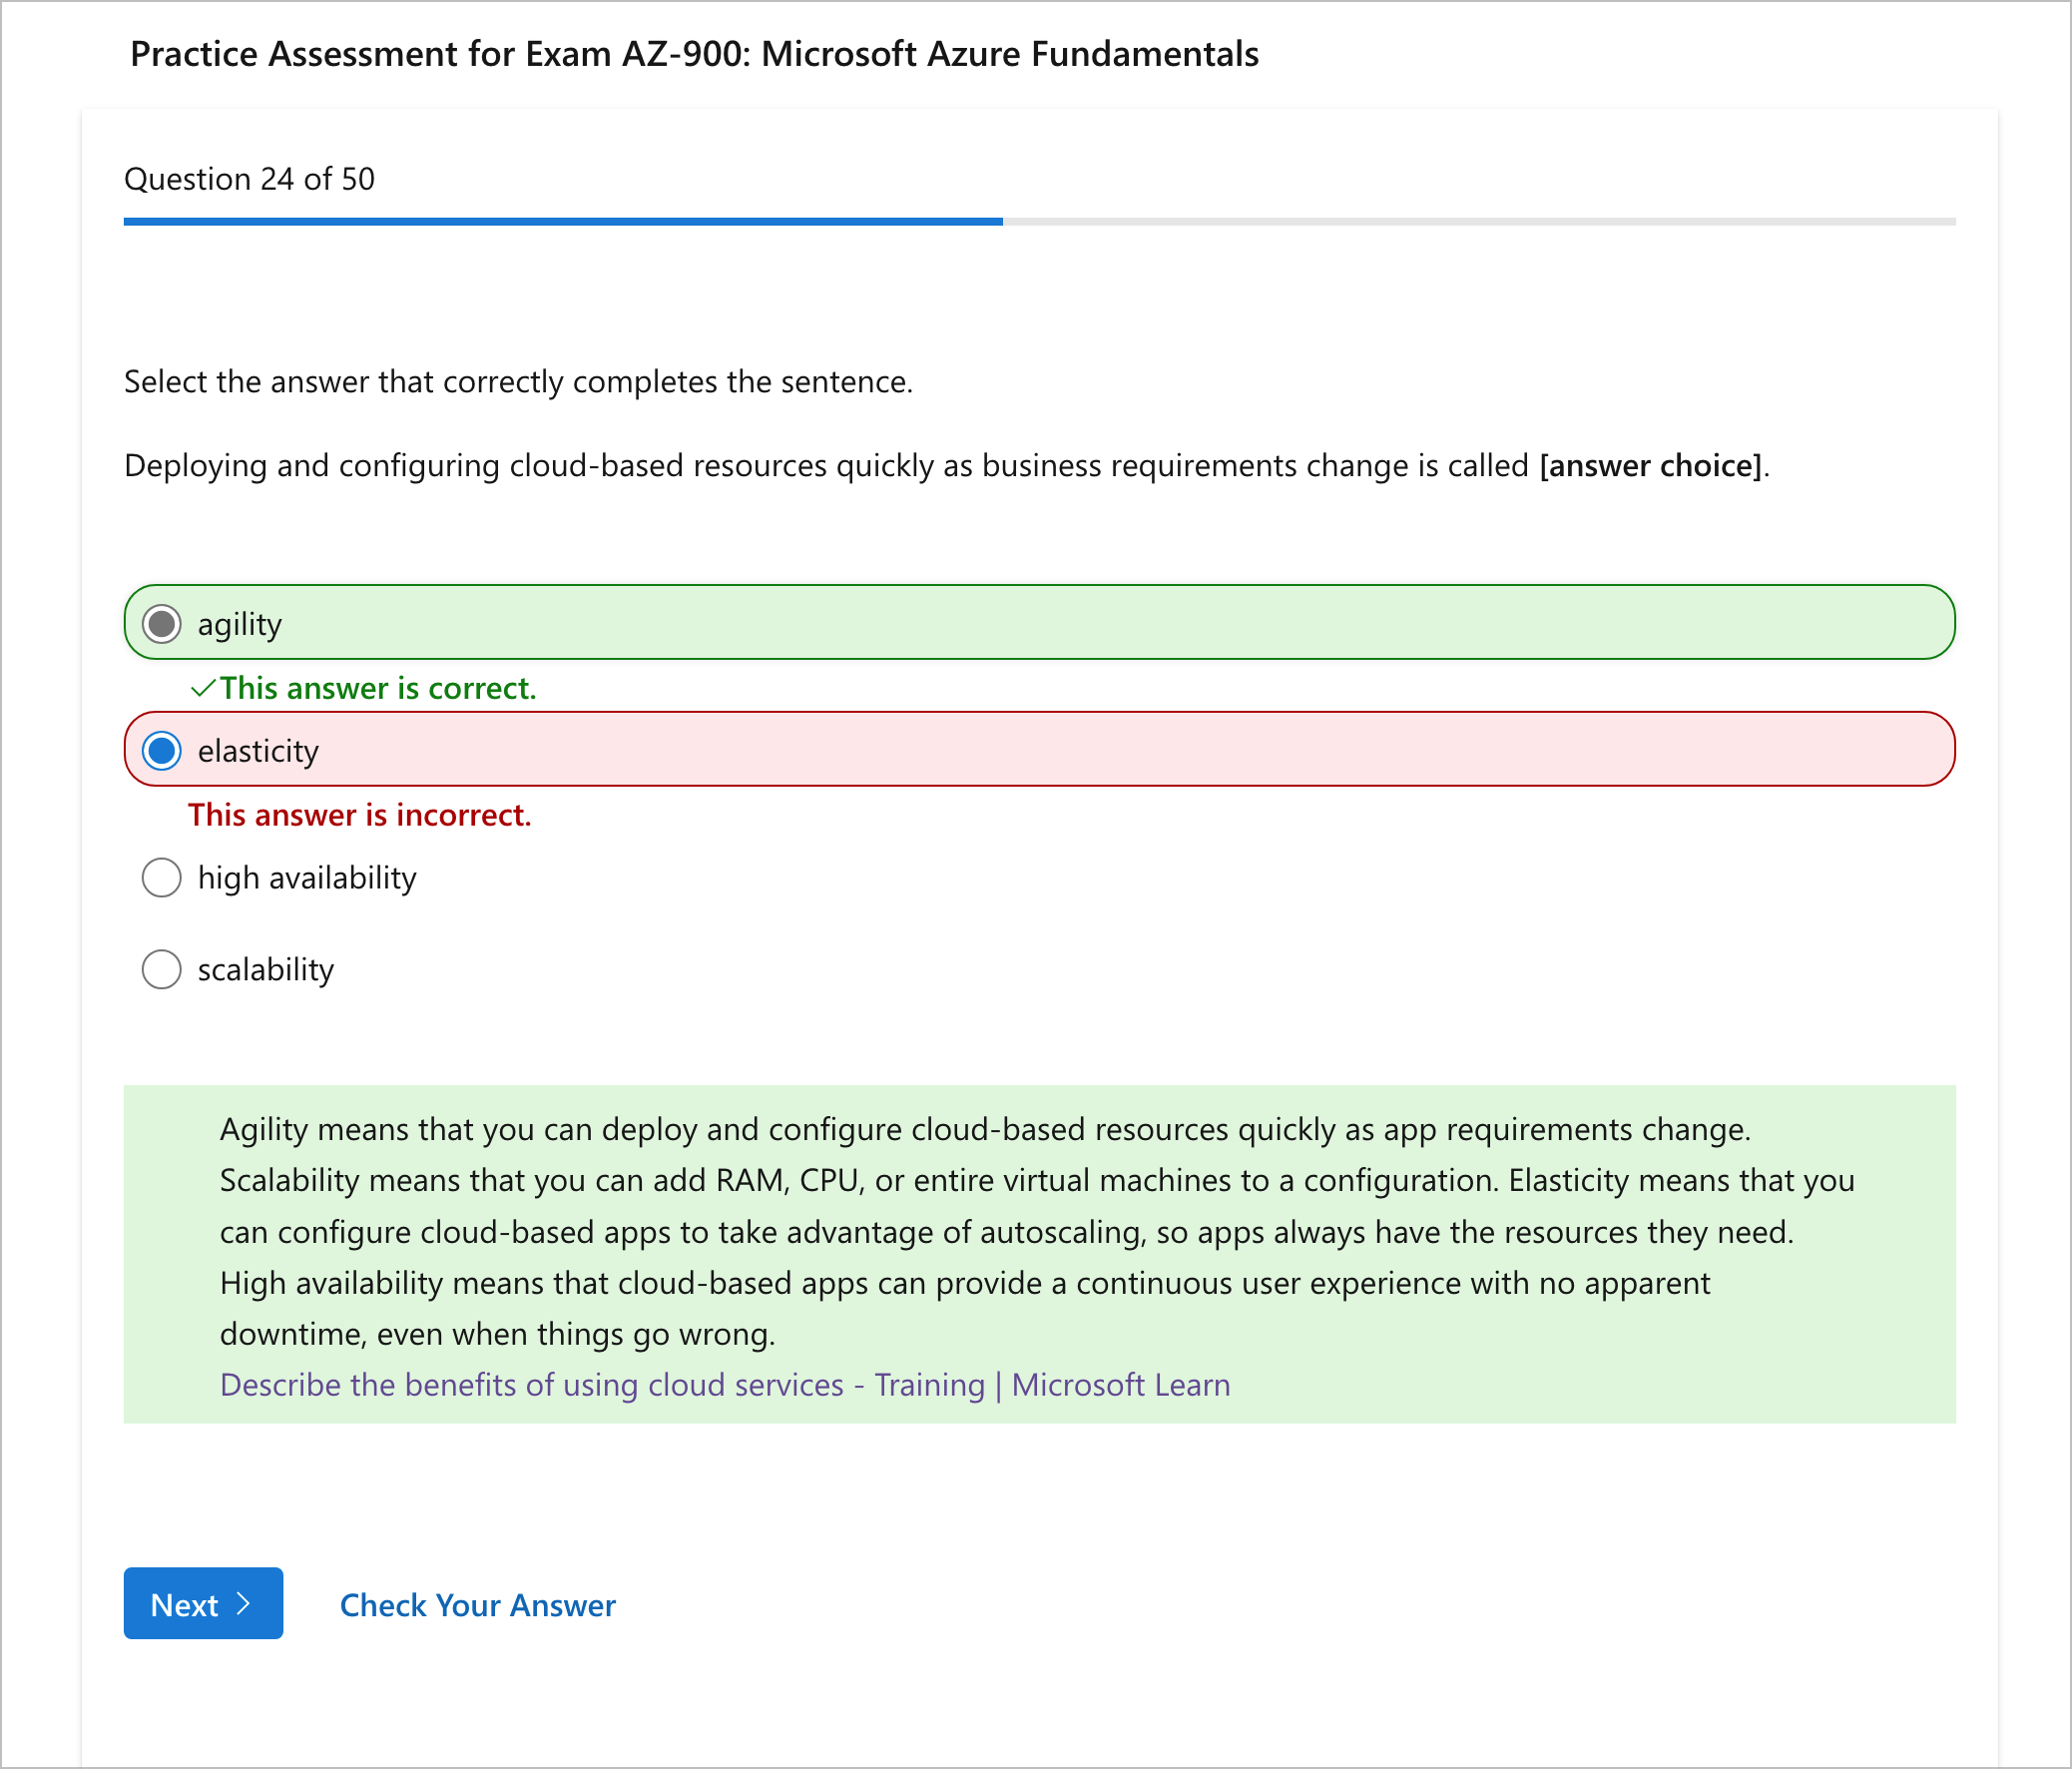 Practice Assessment for Exam AZ-900: Microsoft Azure Fundamentals
Question 24 of 50
Select the answer that correctly completes the sentence.
Deploying and configuring cloud-based resources quickly as business requirements change is called [answer choice].
agility
This answer is correct.
elasticity
This answer is incorrect.
high availability
scalability
Agility means that you can deploy and configure cloud-based resources quickly as app requirements change.
Scalability means that you can add RAM, CPU, or entire virtual machines to a configuration. Elasticity means that you
can configure cloud-based apps to take advantage of autoscaling, so apps always have the resources they need.
High availability means that cloud-based apps can provide a continuous user experience with no apparent
downtime, even when things go wrong.
Describe the benefits of using cloud services - Training | Microsoft Learn
Next
Check Your Answer